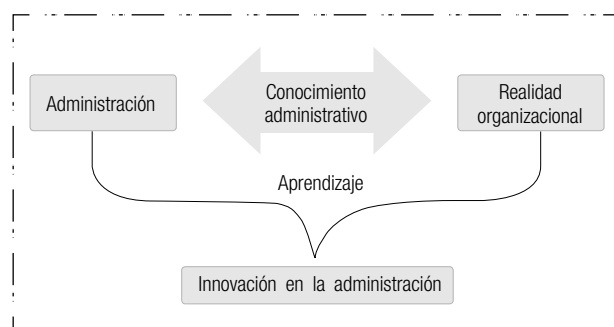 Administración
Conocimiento
administrativo
Realidad
organizacional
Aprendizaje
Innovación en la administración